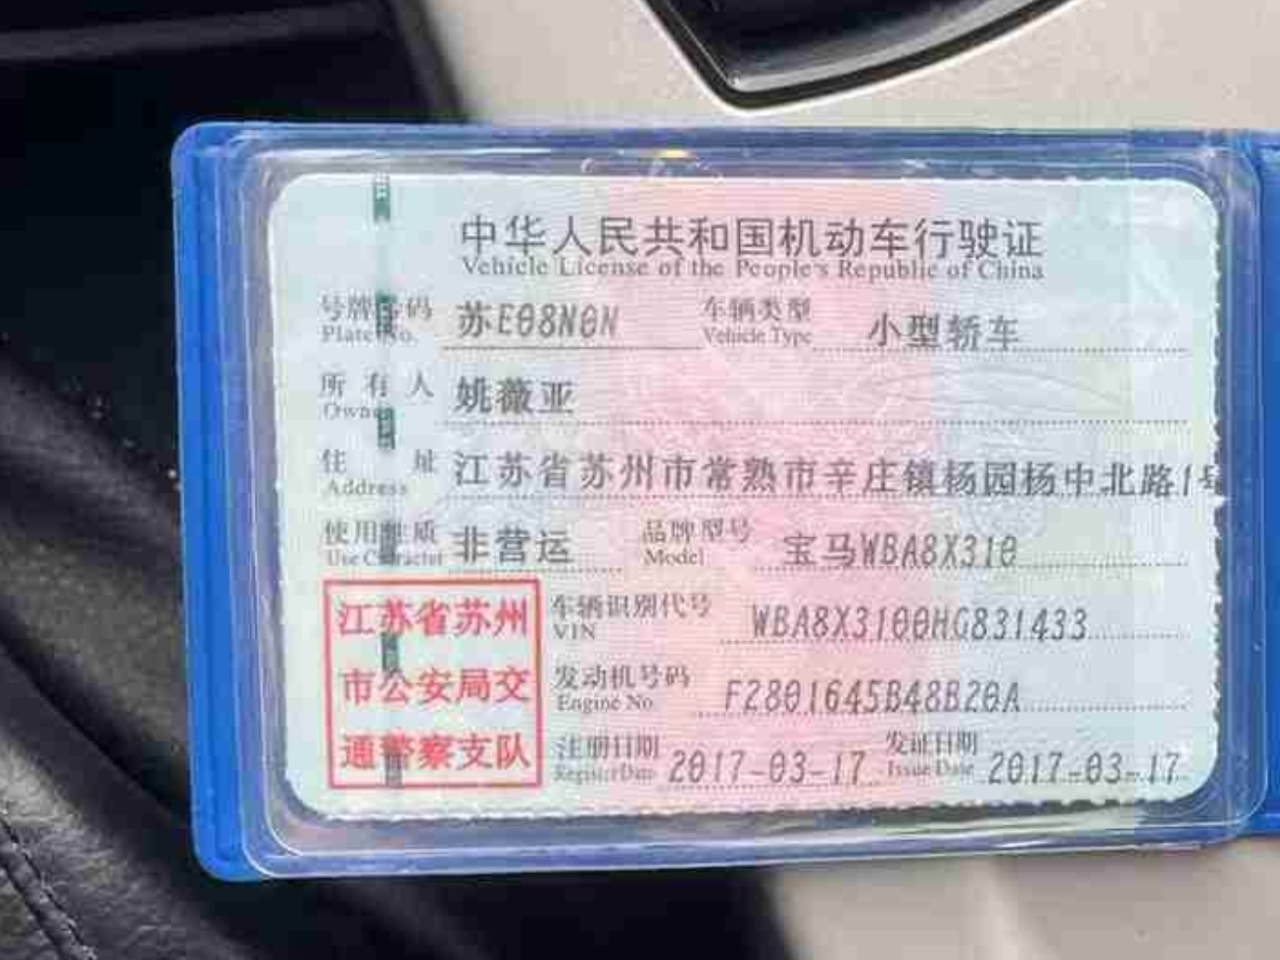 中华人民共和国机动车行驶证
Vehicle License of the People's Republic of China
号牌号码 苏E08N0N 车辆类型 小型轿车
Plate No. Vehicle Type
所有人 姚薇亚
Owner
住址 江苏省苏州市常熟市辛庄镇杨园杨中北路1号
Address
使用性质 非营运 品牌型号 宝马WBA8X310
Use Character Model
江苏省苏州
市公安局交
通警察支队
车辆识别代号 WBA8X3100HG831433
VIN
发动机号码 F2801645B48B20A
Engine No.
注册日期 2017-03-17 发证日期 2017-03-17
Register Date Issue Date